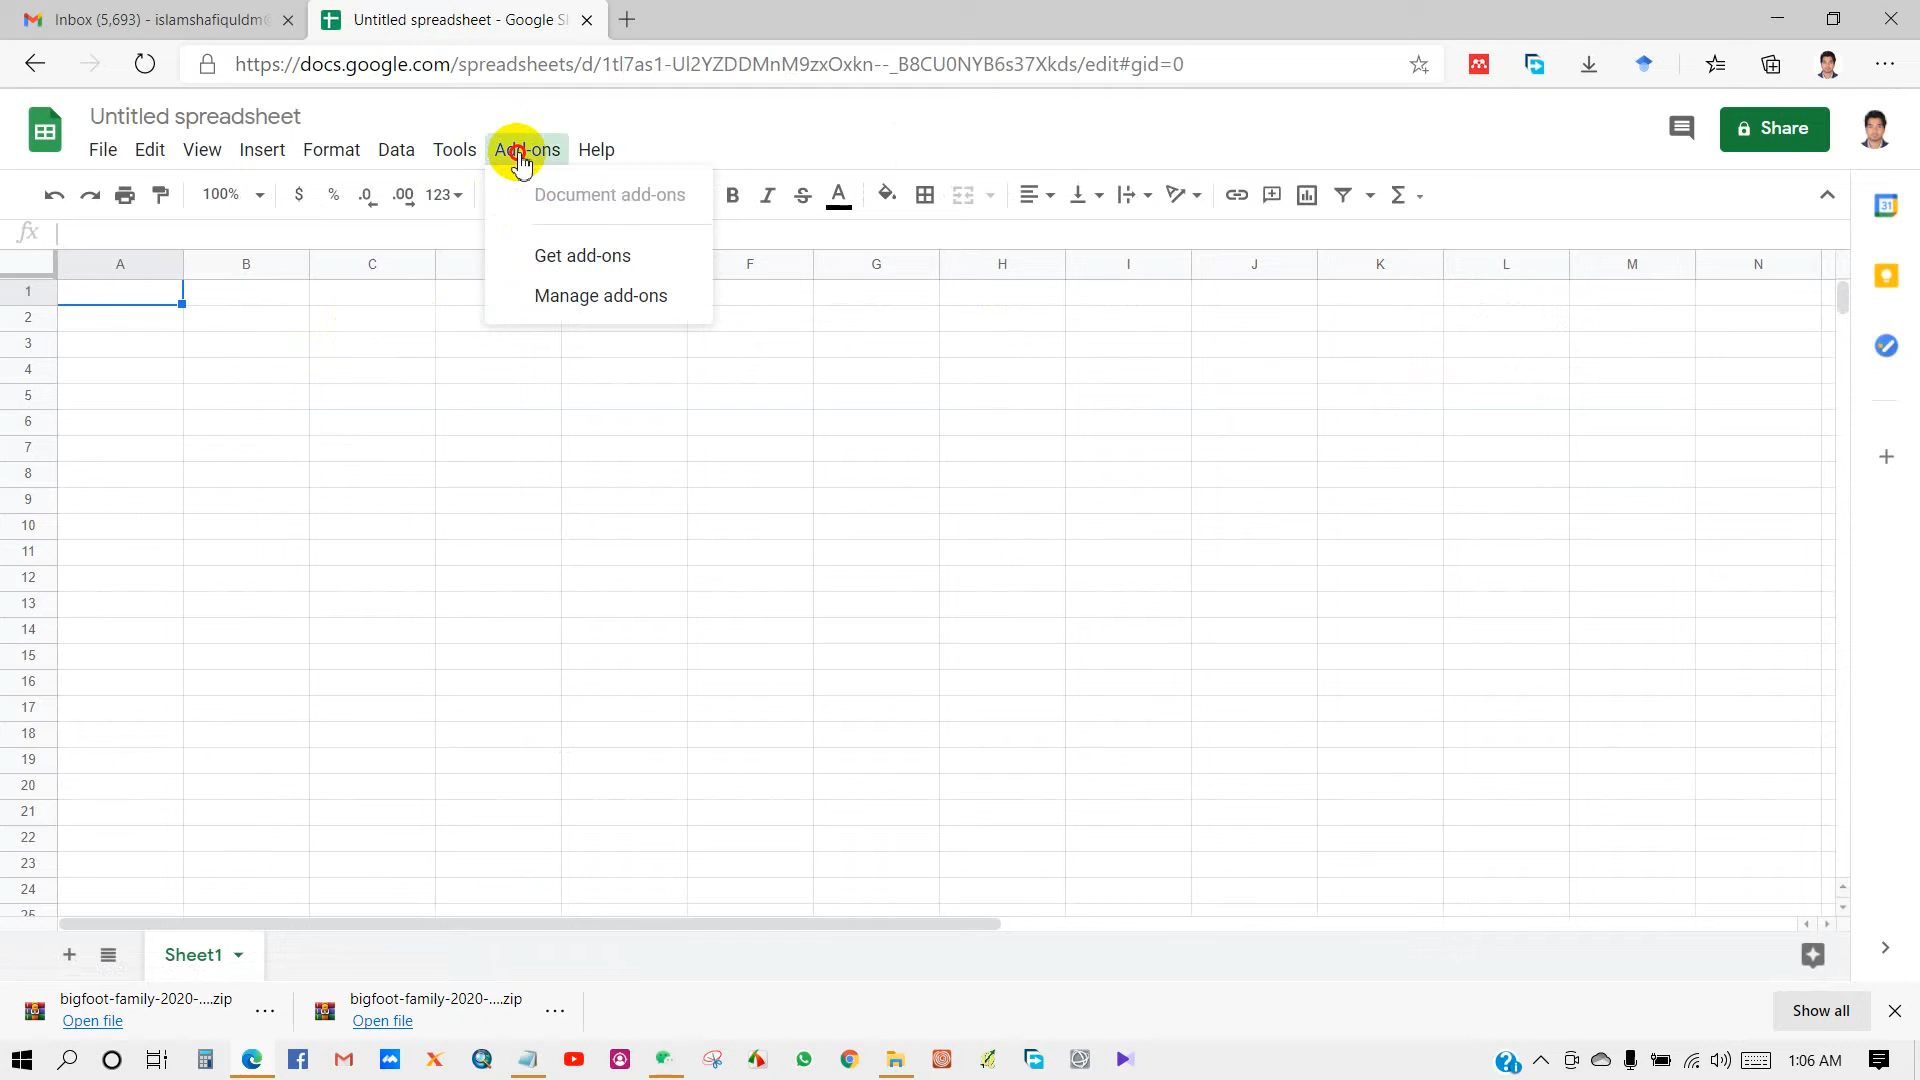 Inbox (5,693) - islamshafiquldm@
Untitled spreadsheet - Google S
https://docs.google.com/spreadsheets/d/1tl7as1-Ul2YZDDMnM9zxOxkn--_B8CU0NYB6s37Xkds/edit#gid=0
Untitled spreadsheet
File Edit View Insert Format Data Tools Add-ons Help
Share
100% $ % .0 .00 123 B I S A Σ
31
Document add-ons
Get add-ons
Manage add-ons
fx
A B C F G H I J K L M N
1
2
3
4
5
6
7
8
9
10
11
12
13
14
15
16
17
18
19
20
21
22
23
24
25
Sheet1
bigfoot-family-2020-....zip
Open file
bigfoot-family-2020-....zip
Open file
Show all
1:06 AM